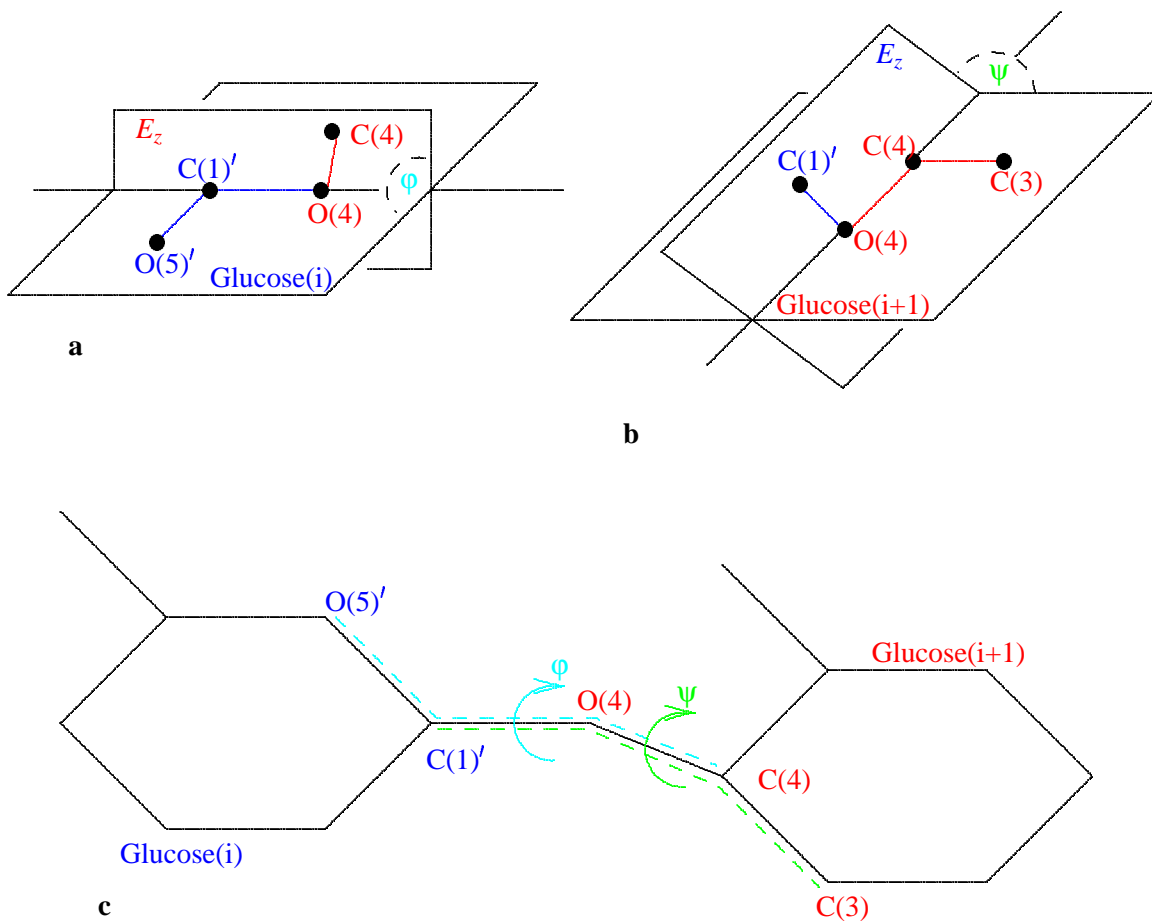 E_z
C(4)
C(1)′
φ
O(4)
O(5)′
Glucose(i)
a
E_z
ψ
C(1)′
C(4)
C(3)
O(4)
Glucose(i+1)
b
O(5)′
Glucose(i+1)
φ
O(4)
ψ
C(1)′
C(4)
Glucose(i)
c
C(3)